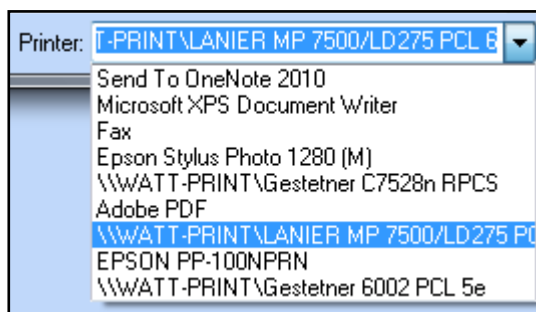 Printer: T-PRINT\LANIER MP 7500/LD275 PCL 6
Send To OneNote 2010
Microsoft XPS Document Writer
Fax
Epson Stylus Photo 1280 (M)
\\WATT-PRINT\Gestetner C7528n RPCS
Adobe PDF
\\WATT-PRINT\LANIER MP 7500/LD275 PC
EPSON PP-100NPRN
\\WATT-PRINT\Gestetner 6002 PCL 5e